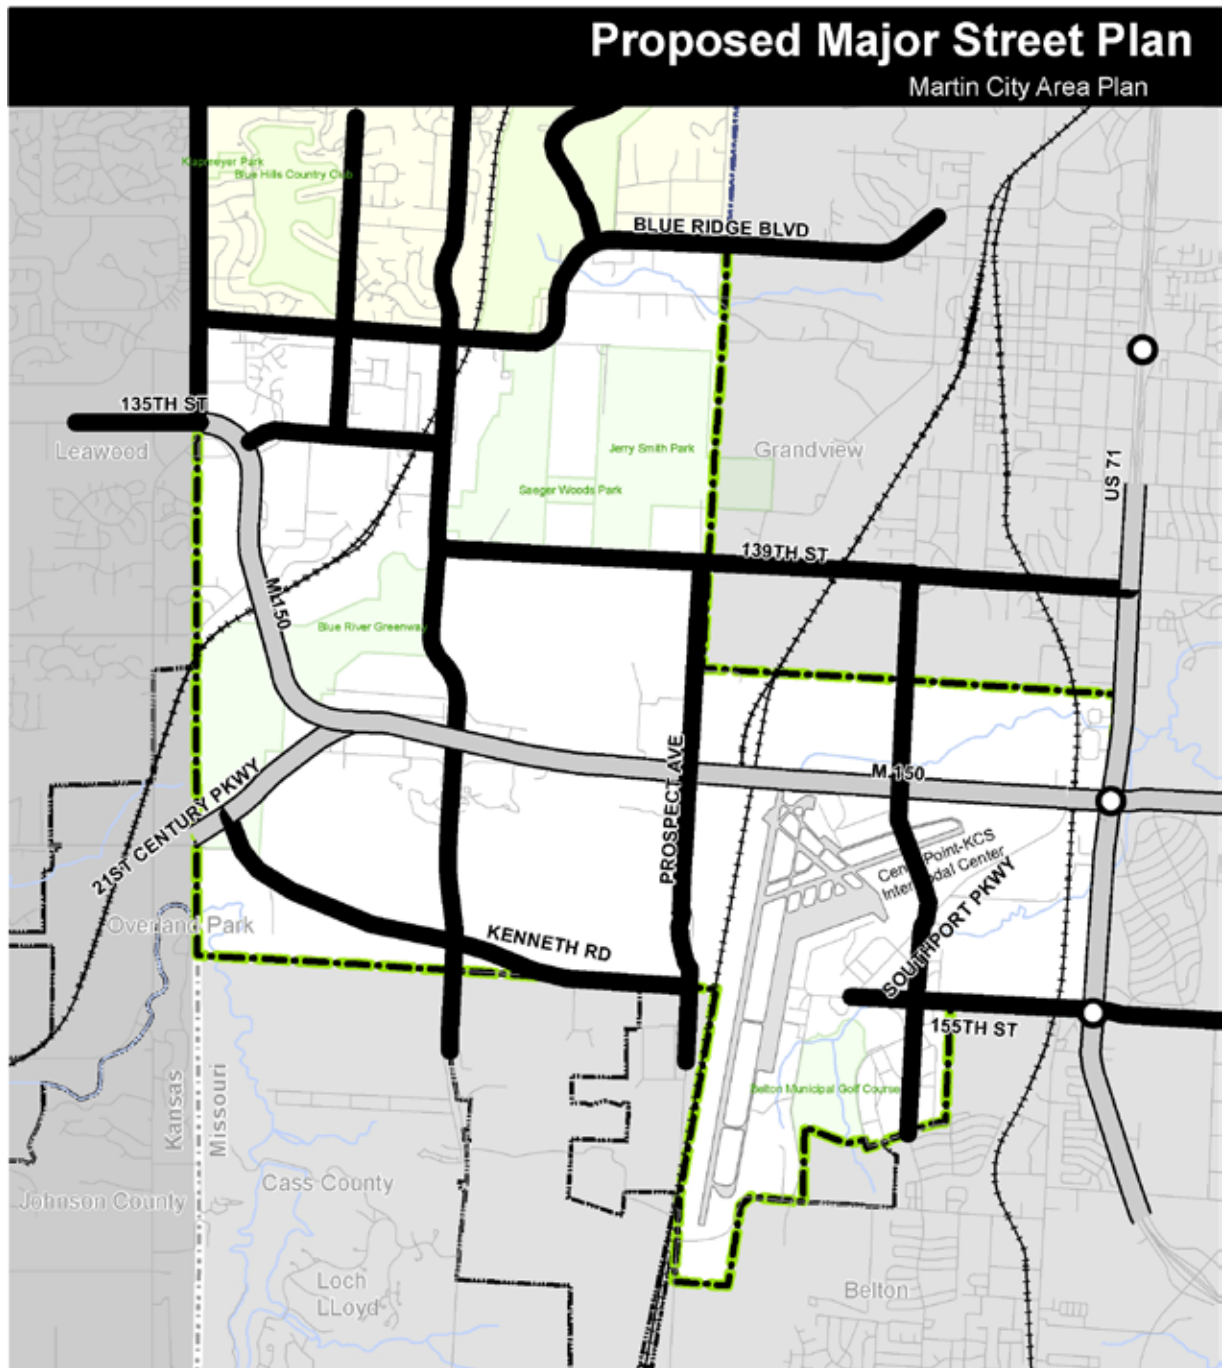 Proposed Major Street Plan
Martin City Area Plan
Klapmeyer Park
Blue Hills Country Club
BLUE RIDGE BLVD
135TH ST
Leawood
Jerry Smith Park
Grandview
Saeger Woods Park
US 71
139TH ST
M 150
Blue River Greenway
PROSPECT AVE
M 150
21ST CENTURY PKWY
CenterPoint-KCS
Intermodal Center
SOUTHPORT PKWY
Overland Park
KENNETH RD
155TH ST
Kansas
Missouri
Belton Municipal Golf Course
Cass County
Johnson County
Loch
LLoyd
Belton